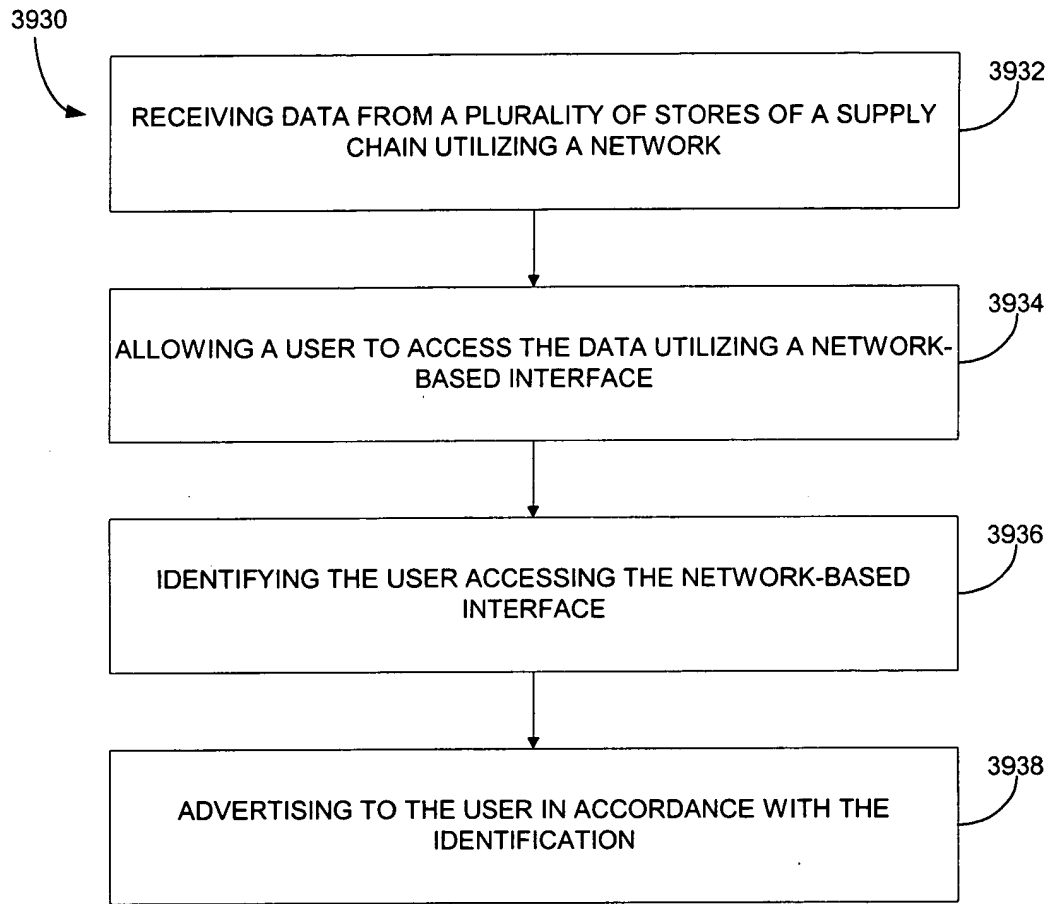 3930
3932
RECEIVING DATA FROM A PLURALITY OF STORES OF A SUPPLY
CHAIN UTILIZING A NETWORK
3934
ALLOWING A USER TO ACCESS THE DATA UTILIZING A NETWORK-
BASED INTERFACE
3936
IDENTIFYING THE USER ACCESSING THE NETWORK-BASED
INTERFACE
3938
ADVERTISING TO THE USER IN ACCORDANCE WITH THE
IDENTIFICATION